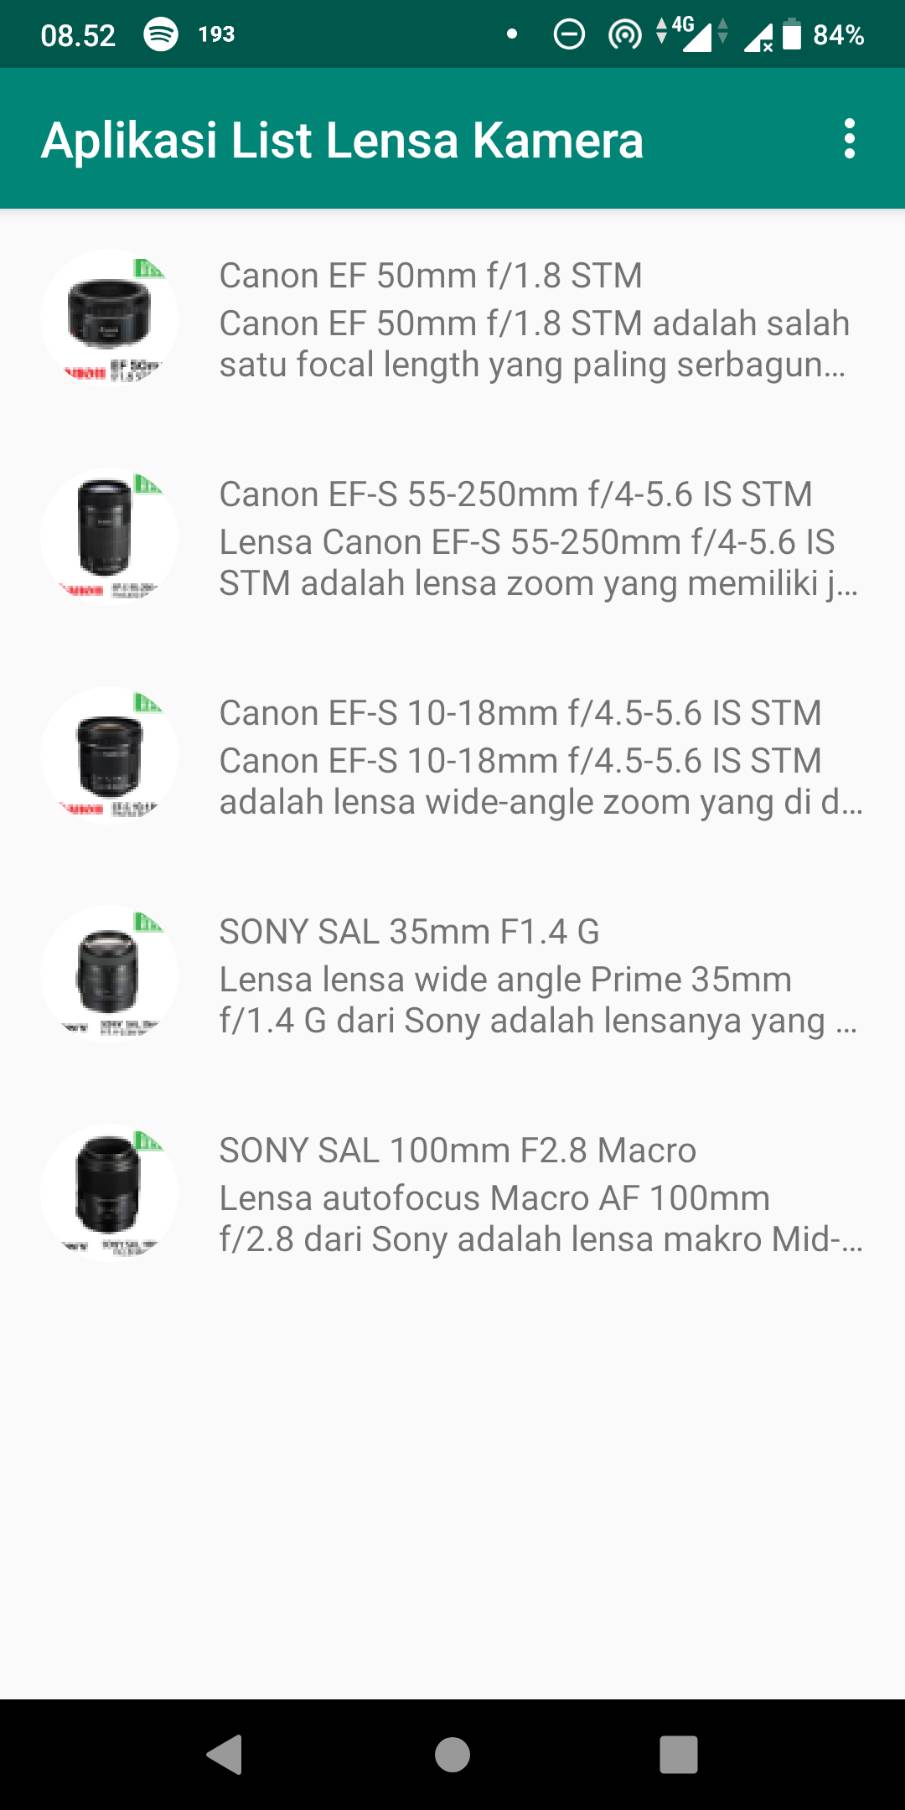 08.52 193 4G 84%
Aplikasi List Lensa Kamera
Canon EF 50mm f/1.8 STM
Canon EF 50mm f/1.8 STM adalah salah
satu focal length yang paling serbagun...
Canon EF-S 55-250mm f/4-5.6 IS STM
Lensa Canon EF-S 55-250mm f/4-5.6 IS
STM adalah lensa zoom yang memiliki j...
Canon EF-S 10-18mm f/4.5-5.6 IS STM
Canon EF-S 10-18mm f/4.5-5.6 IS STM
adalah lensa wide-angle zoom yang di d...
SONY SAL 35mm F1.4 G
Lensa lensa wide angle Prime 35mm
f/1.4 G dari Sony adalah lensanya yang ...
SONY SAL 100mm F2.8 Macro
Lensa autofocus Macro AF 100mm
f/2.8 dari Sony adalah lensa makro Mid-...